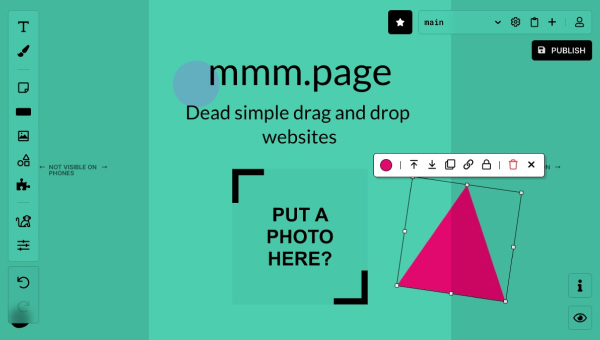 main
PUBLISH
mmm.page
Dead simple drag and drop
websites
← NOT VISIBLE ON →
PHONES
N →
PUT A
PHOTO
HERE?